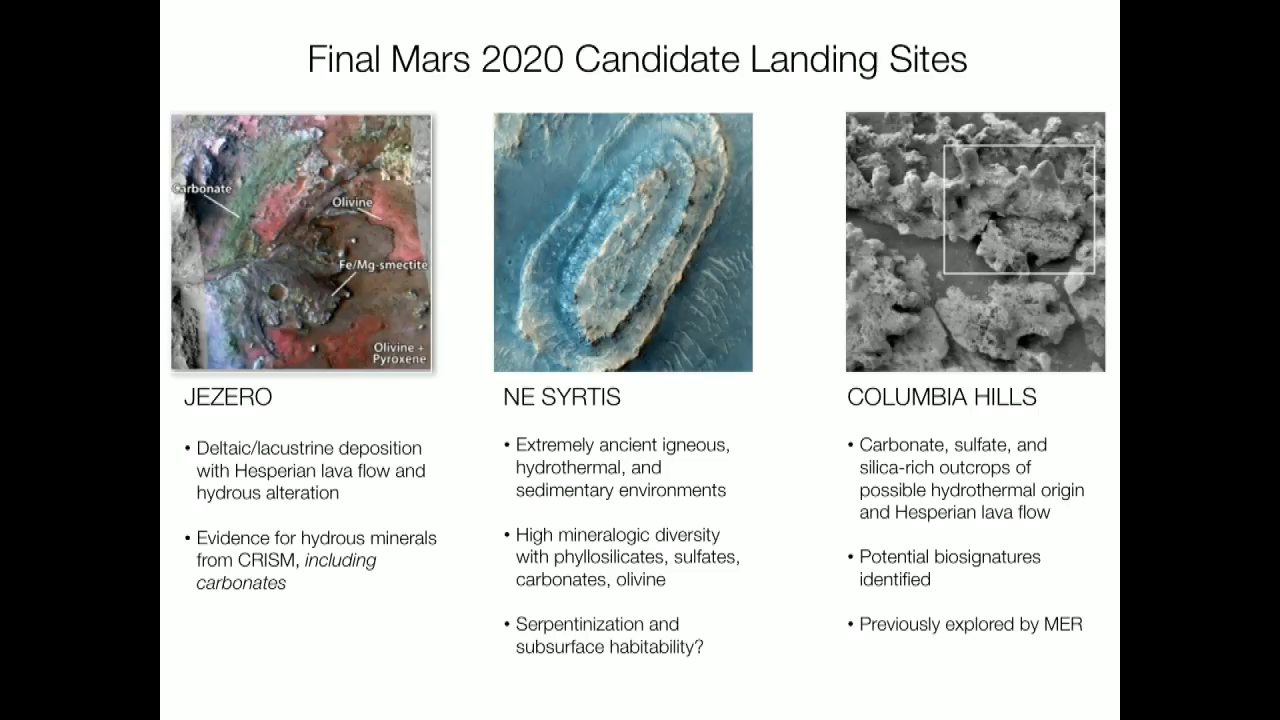 Final Mars 2020 Candidate Landing Sites
Carbonate
Olivine
Fe/Mg-smectite
Olivine +
Pyroxene
JEZERO
• Deltaic/lacustrine deposition
with Hesperian lava flow and
hydrous alteration
• Evidence for hydrous minerals
from CRISM, including
carbonates
NE SYRTIS
• Extremely ancient igneous,
hydrothermal, and
sedimentary environments
• High mineralogic diversity
with phyllosilicates, sulfates,
carbonates, olivine
• Serpentinization and
subsurface habitability?
COLUMBIA HILLS
• Carbonate, sulfate, and
silica-rich outcrops of
possible hydrothermal origin
and Hesperian lava flow
• Potential biosignatures
identified
• Previously explored by MER